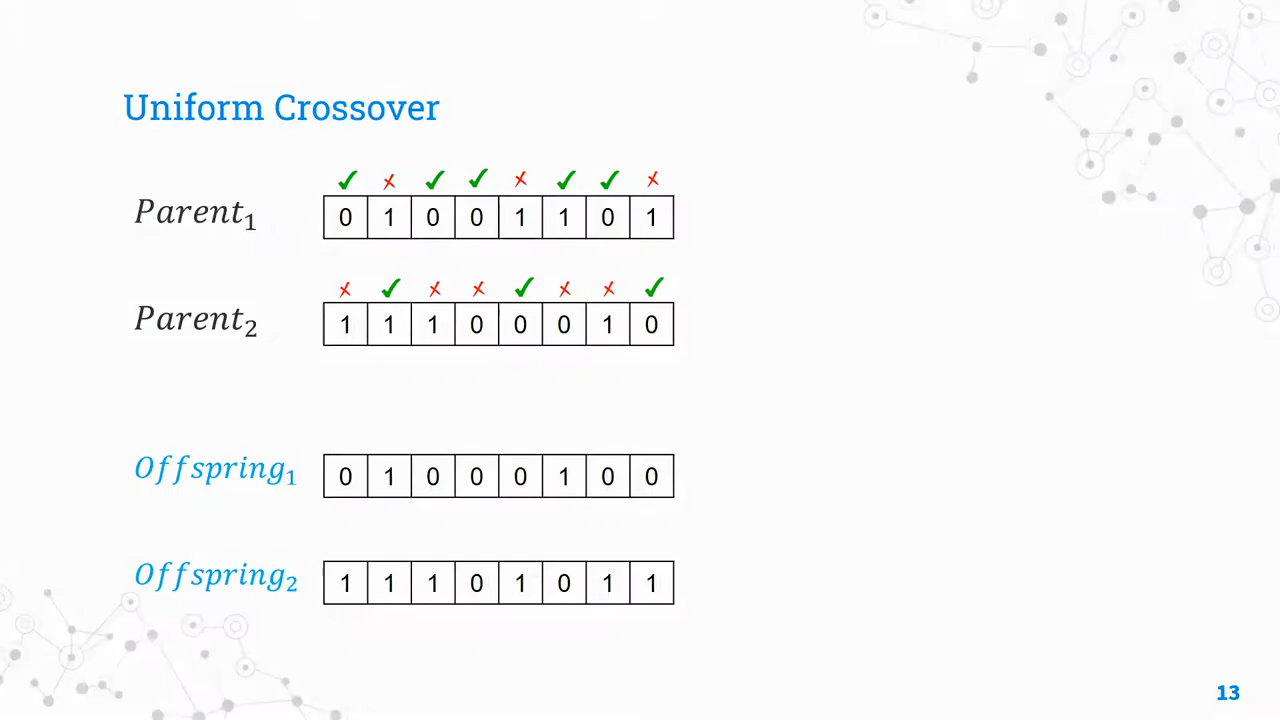 Uniform Crossover
✓ ✗ ✓ ✓ ✗ ✓ ✓ ✗
Parent₁ 0 1 0 0 1 1 0 1
✗ ✓ ✗ ✗ ✓ ✗ ✗ ✓
Parent₂ 1 1 1 0 0 0 1 0
Offspring₁ 0 1 0 0 0 1 0 0
Offspring₂ 1 1 1 0 1 0 1 1
13